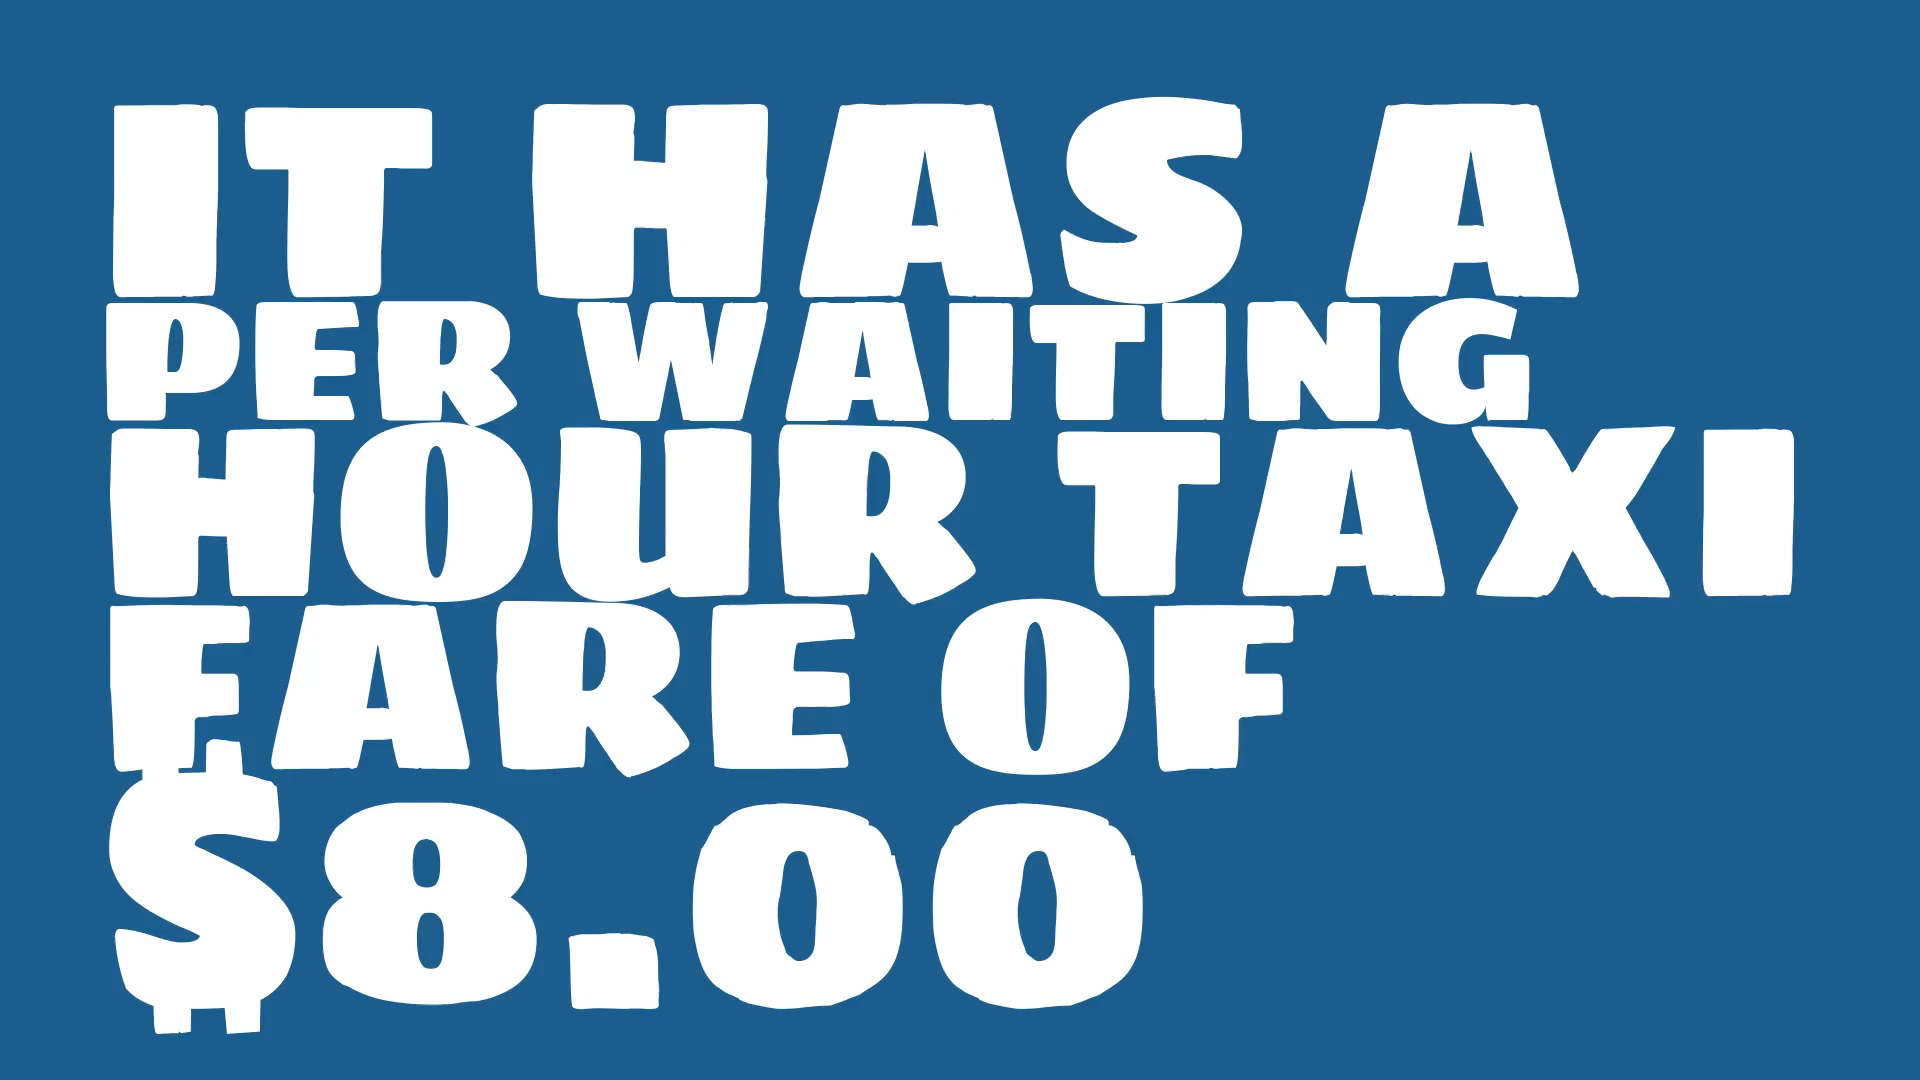 IT HAS A
PER WAITING
HOUR TAXI
FARE OF
$8.00